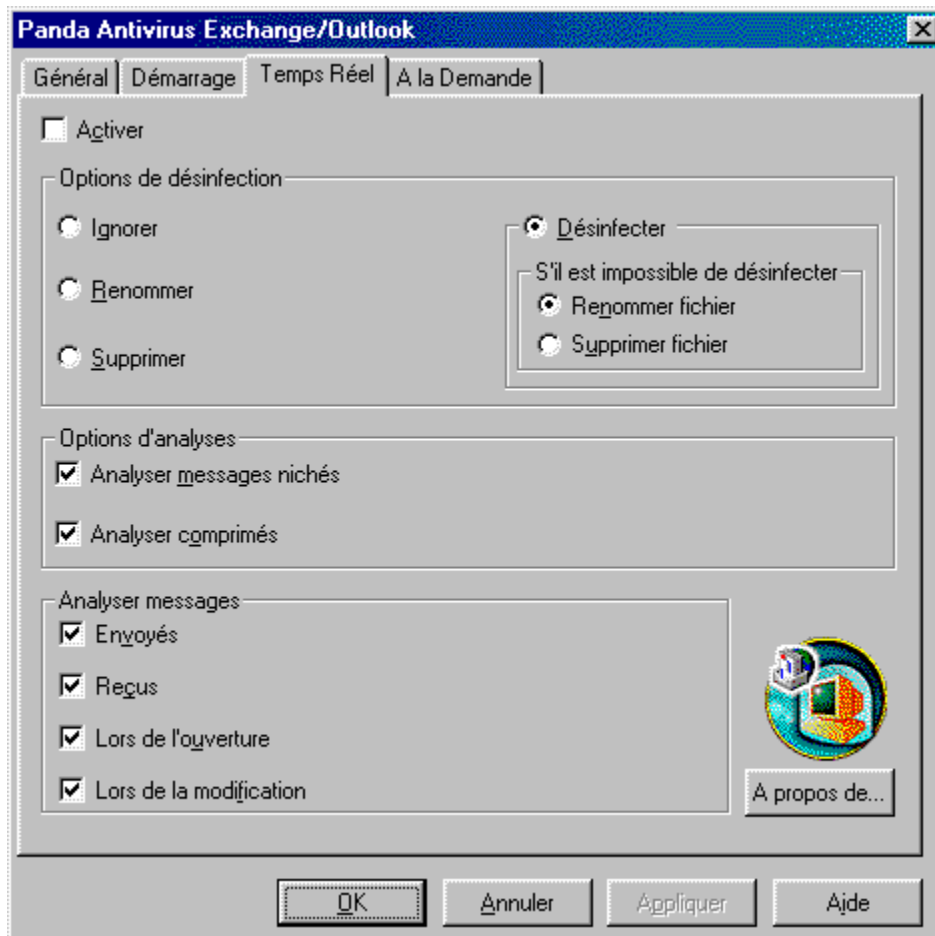 Panda Antivirus Exchange/Outlook
Général Démarrage Temps Réel A la Demande
Activer
Options de désinfection
Ignorer
Renommer
Supprimer
Désinfecter
S'il est impossible de désinfecter
Renommer fichier
Supprimer fichier
Options d'analyses
Analyser messages nichés
Analyser comprimés
Analyser messages
Envoyés
Reçus
Lors de l'ouverture
Lors de la modification
A propos de...
OK Annuler Appliquer Aide